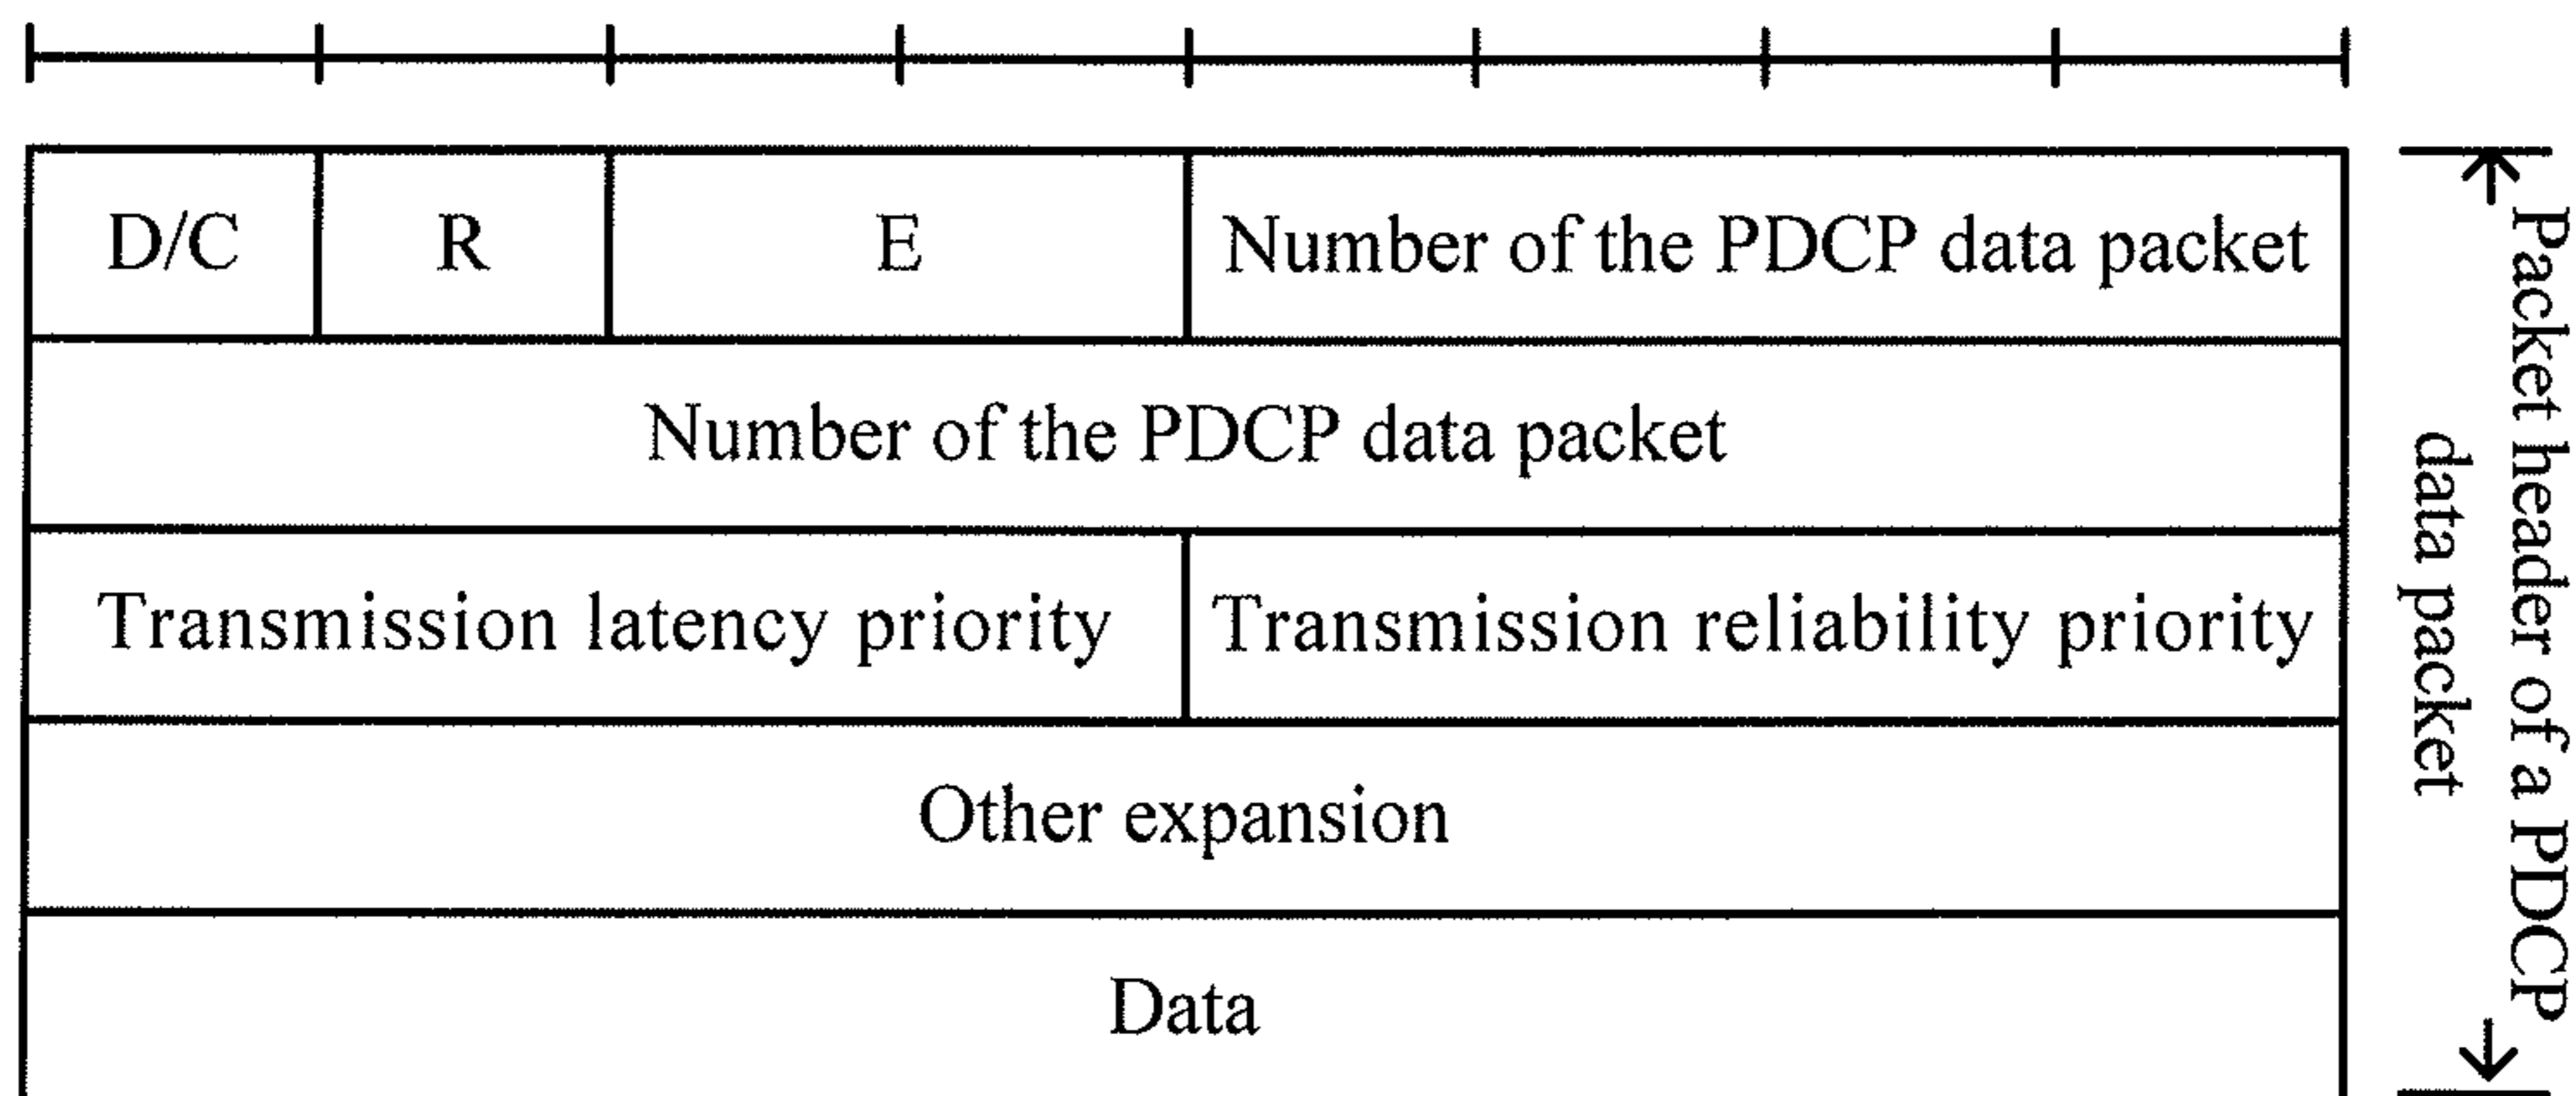 D/C R E Number of the PDCP data packet
Number of the PDCP data packet
Transmission latency priority Transmission reliability priority
Other expansion
Data
Packet header of a PDCP
data packet